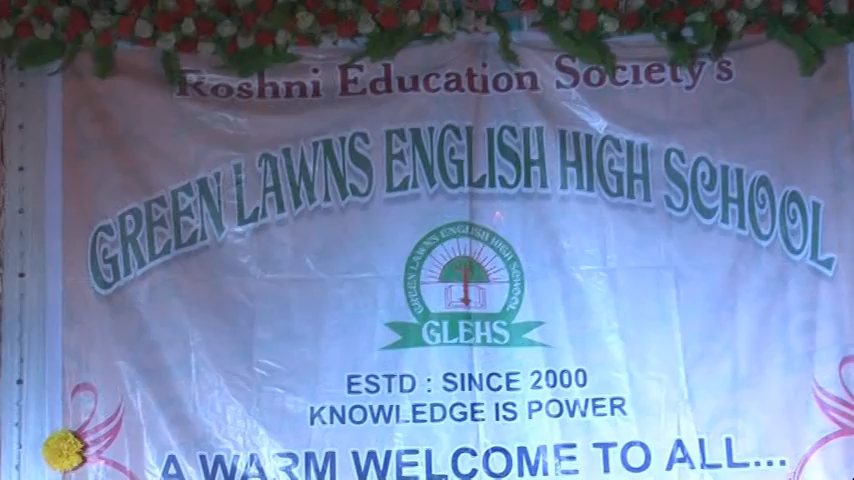 Roshni Education Society's
GREEN LAWNS ENGLISH HIGH SCHOOL
GREEN LAWNS ENGLISH HIGH SCHOOL
GLEHS
ESTD : SINCE 2000
KNOWLEDGE IS POWER
A WARM WELCOME TO ALL...